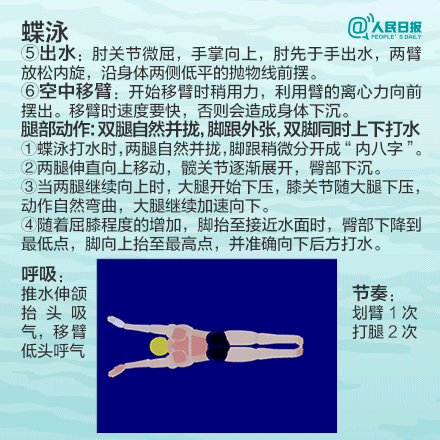 蝶泳
@人民日报
PEOPLE'S DAILY
⑤出水：肘关节微屈，手掌向上，肘先于手出水，两臂
放松内旋，沿身体两侧低平的抛物线前摆。
⑥空中移臂：开始移臂时稍用力，利用臂的离心力向前
摆出。移臂时速度要快，否则会造成身体下沉。
腿部动作：双腿自然并拢，脚跟外张，双脚同时上下打水
①蝶泳打水时，两腿自然并拢，脚跟稍微分开成“内八字”。
②两腿伸直向上移动，髋关节逐渐展开，臀部下沉。
③当两腿继续向上时，大腿开始下压，膝关节随大腿下压，
动作自然弯曲，大腿继续加速向下。
④随着屈膝程度的增加，脚抬至接近水面时，臀部下降到
最低点，脚向上抬至最高点，并准确向下后方打水。
呼吸：
推水伸颌
抬头吸
气，移臂
低头呼气
节奏：
划臂1次
打腿2次